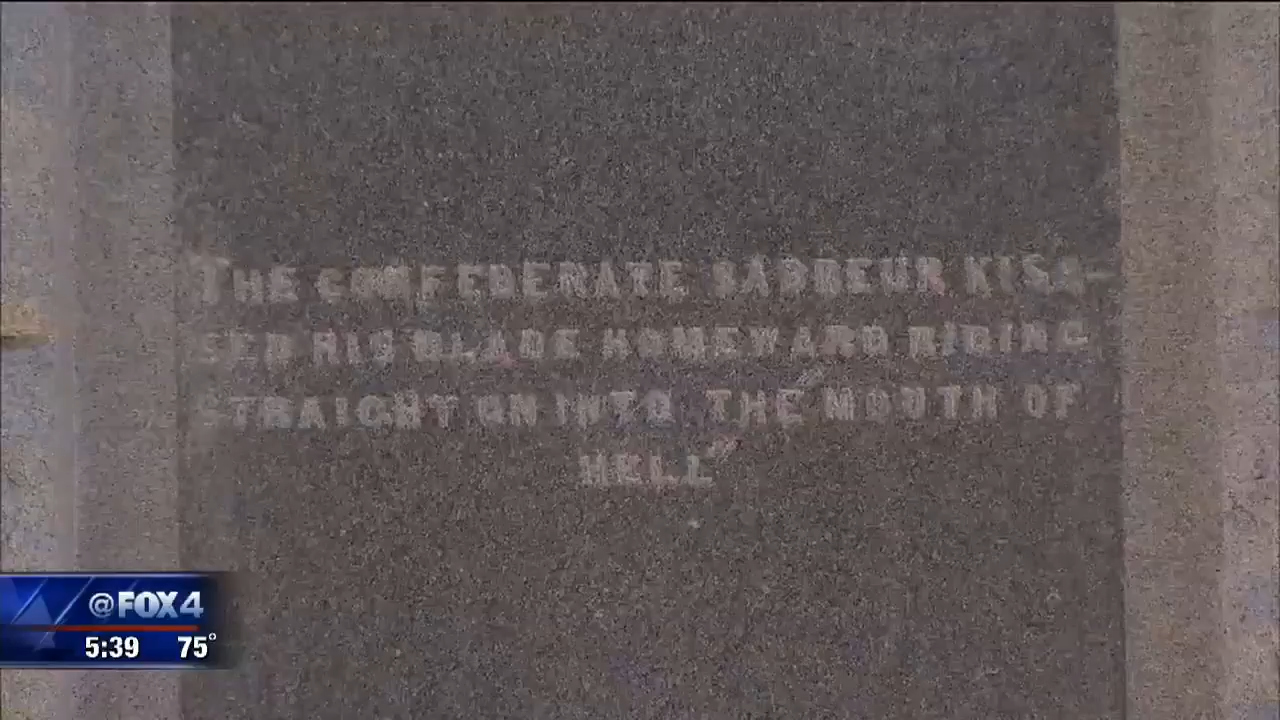 THE CONFEDERATE SABREUR KISS-
SED HIS BLADE HOMEWARD RIDING
STRAIGHT ON INTO THE MOUTH OF
HELL
@FOX4
5:39 75°